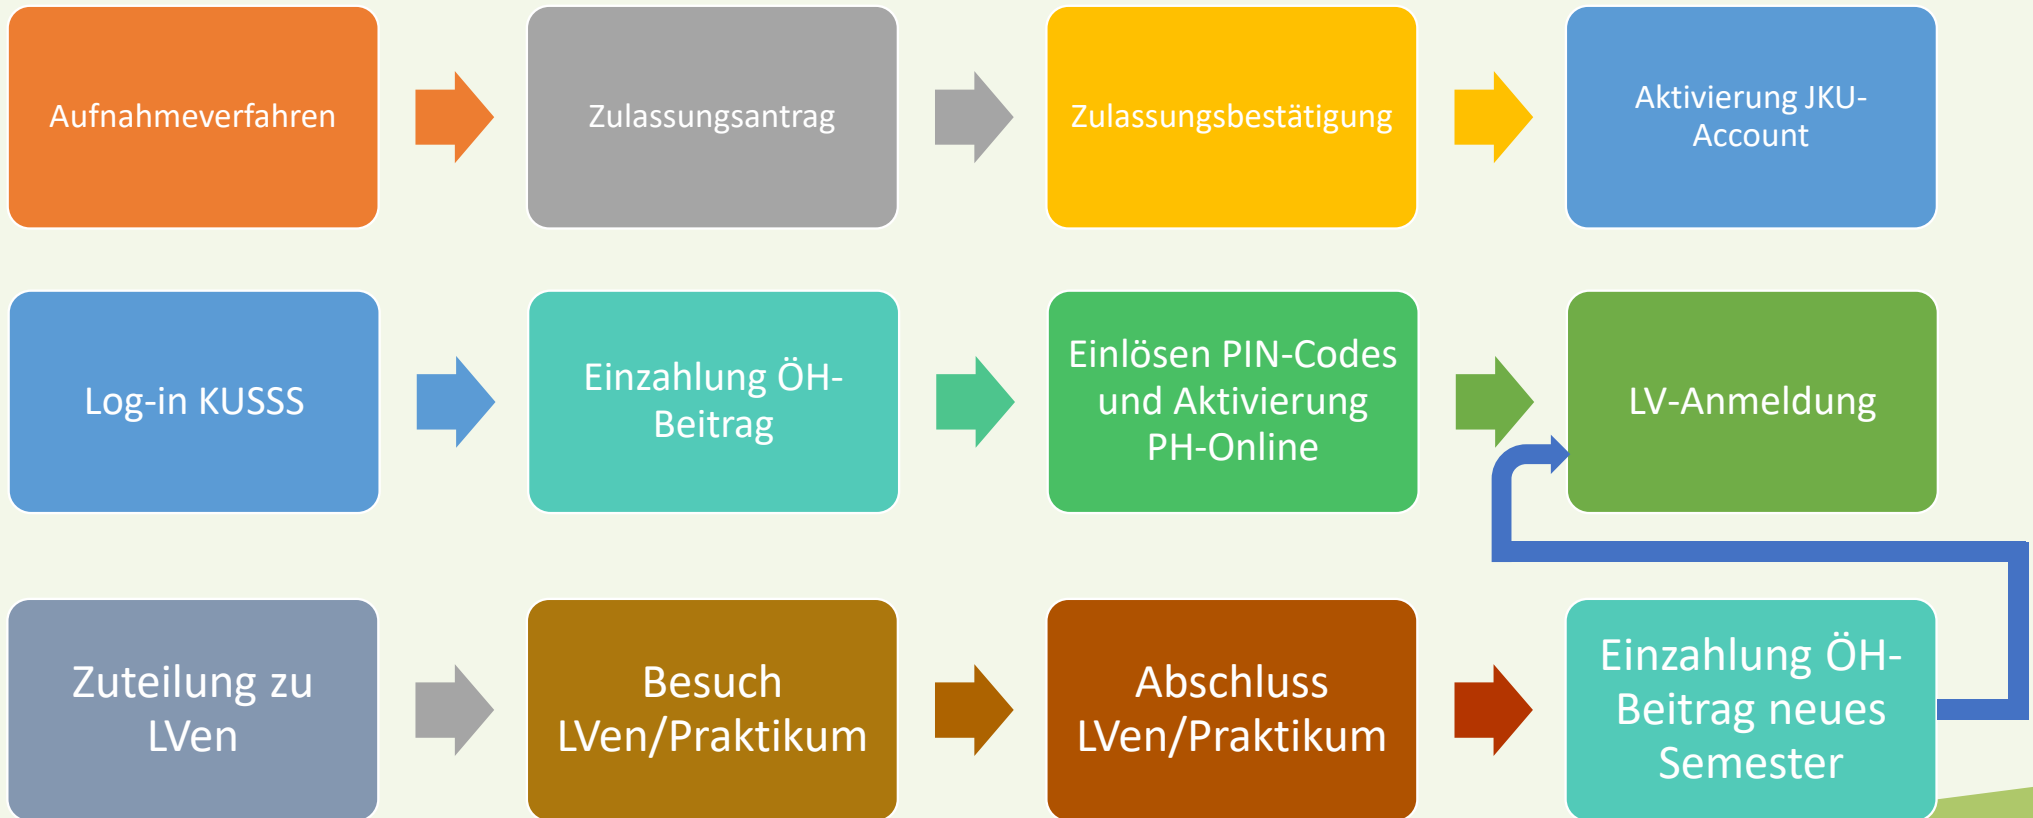 Aufnahmeverfahren
Zulassungsantrag
Zulassungsbestätigung
Aktivierung JKU-
Account
Log-in KUSSS
Einzahlung ÖH-
Beitrag
Einlösen PIN-Codes
und Aktivierung
PH-Online
LV-Anmeldung
Zuteilung zu
LVen
Besuch
LVen/Praktikum
Abschluss
LVen/Praktikum
Einzahlung ÖH-
Beitrag neues
Semester